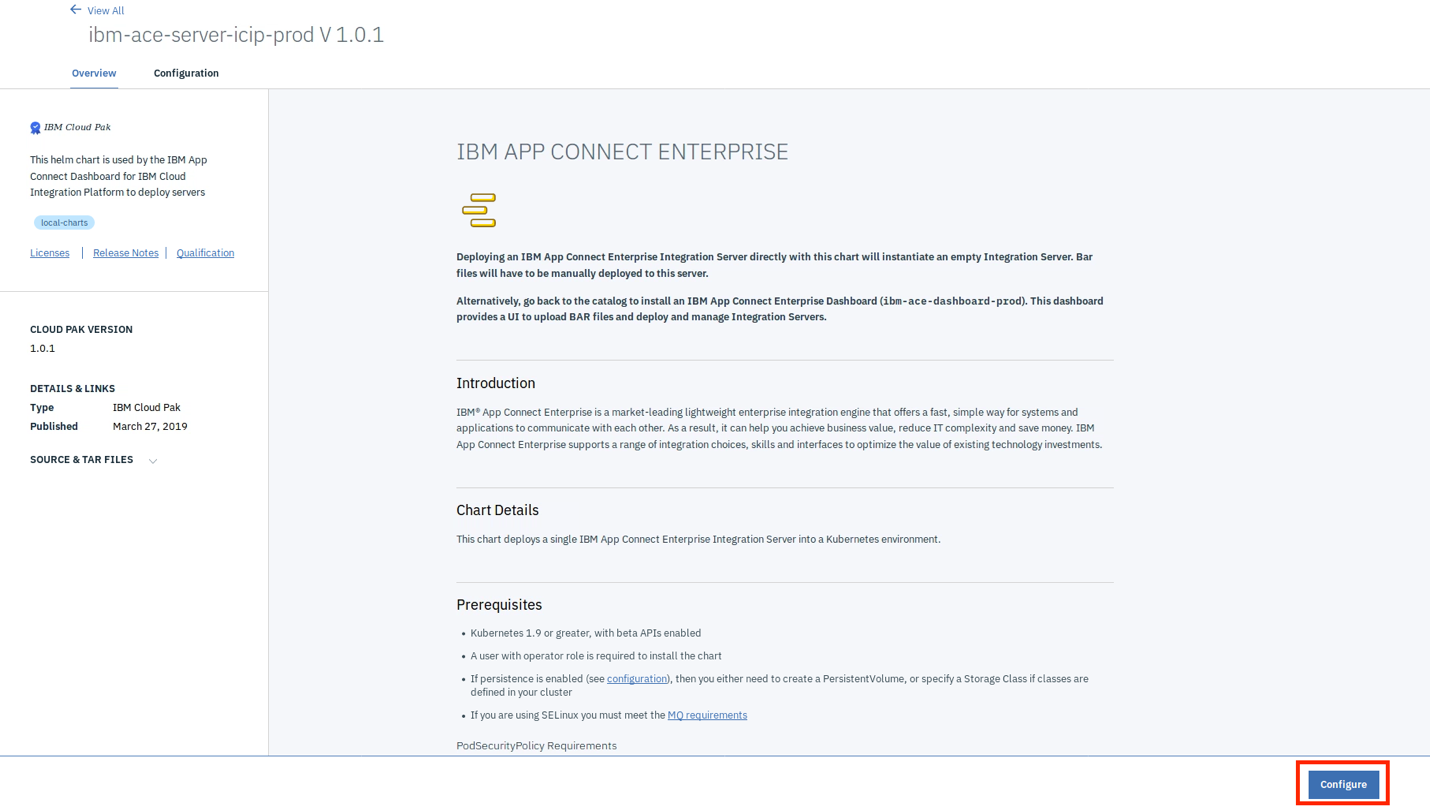 ← View All
ibm-ace-server-icip-prod V 1.0.1
Overview Configuration
IBM Cloud Pak
This helm chart is used by the IBM App
Connect Dashboard for IBM Cloud
Integration Platform to deploy servers
local-charts
Licenses | Release Notes | Qualification
CLOUD PAK VERSION
1.0.1
DETAILS & LINKS
Type IBM Cloud Pak
Published March 27, 2019
SOURCE & TAR FILES
IBM APP CONNECT ENTERPRISE
Deploying an IBM App Connect Enterprise Integration Server directly with this chart will instantiate an empty Integration Server. Bar
files will have to be manually deployed to this server.
Alternatively, go back to the catalog to install an IBM App Connect Enterprise Dashboard (ibm-ace-dashboard-prod). This dashboard
provides a UI to upload BAR files and deploy and manage Integration Servers.
Introduction
IBM® App Connect Enterprise is a market-leading lightweight enterprise integration engine that offers a fast, simple way for systems and
applications to communicate with each other. As a result, it can help you achieve business value, reduce IT complexity and save money. IBM
App Connect Enterprise supports a range of integration choices, skills and interfaces to optimize the value of existing technology investments.
Chart Details
This chart deploys a single IBM App Connect Enterprise Integration Server into a Kubernetes environment.
Prerequisites
• Kubernetes 1.9 or greater, with beta APIs enabled
• A user with operator role is required to install the chart
• If persistence is enabled (see configuration), then you either need to create a PersistentVolume, or specify a Storage Class if classes are
defined in your cluster
• If you are using SELinux you must meet the MQ requirements
PodSecurityPolicy Requirements
Configure